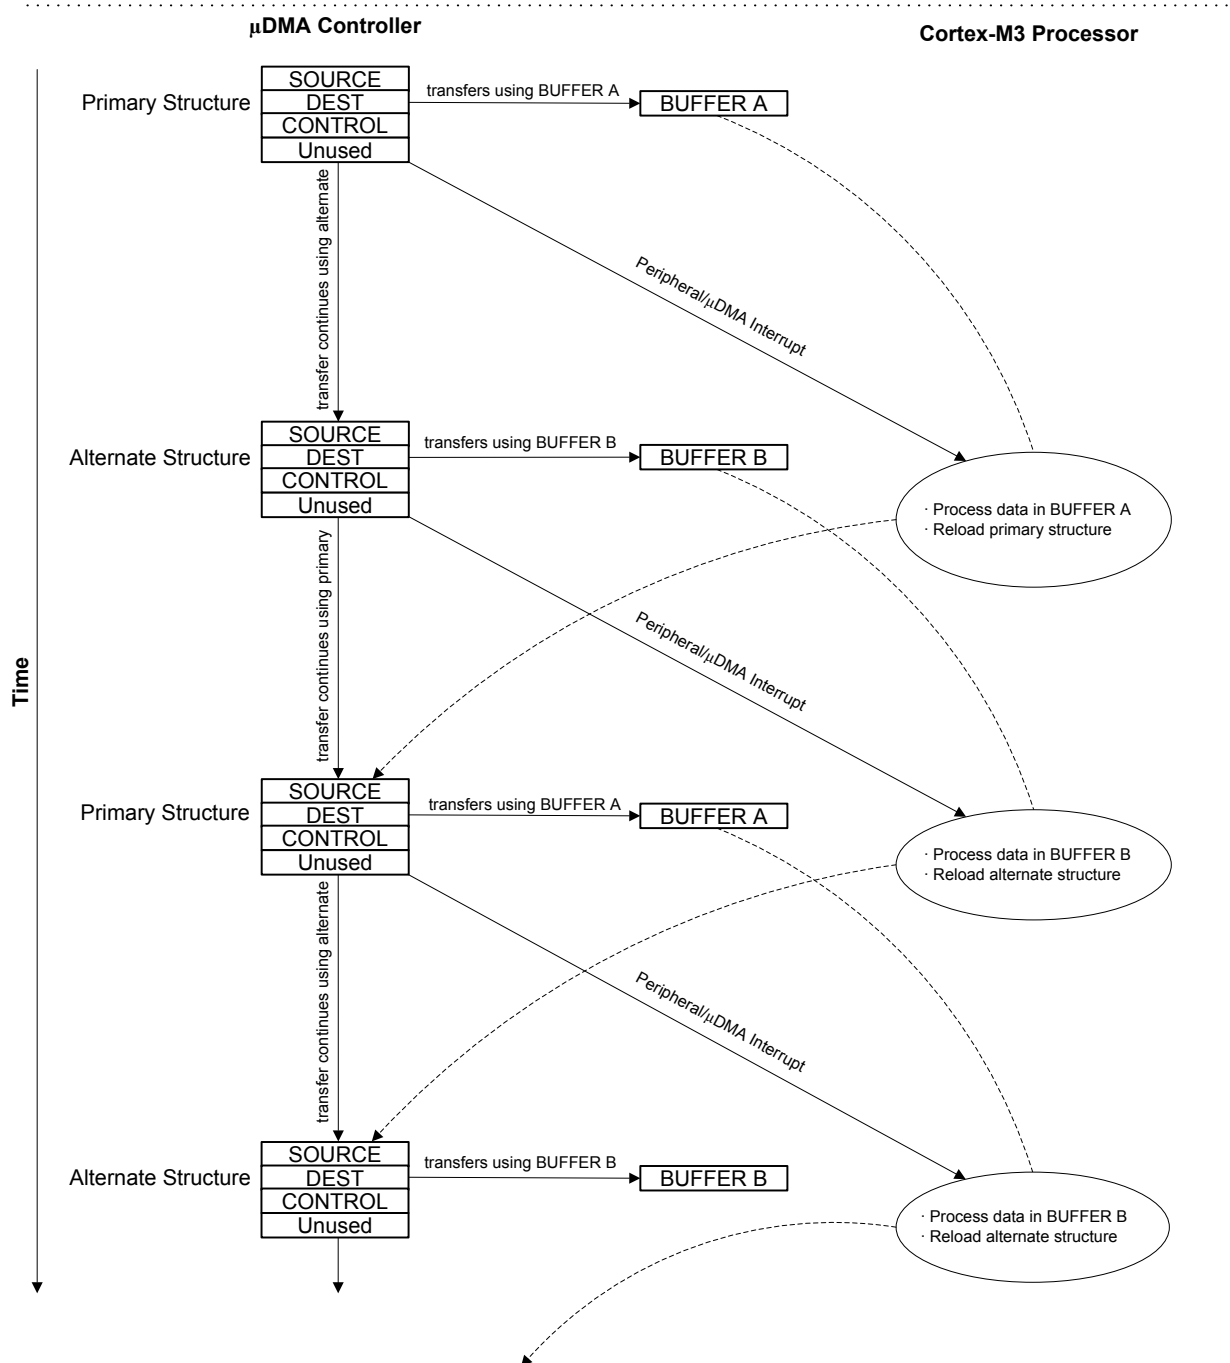 µDMA Controller
Cortex-M3 Processor
Primary Structure
SOURCE
DEST
CONTROL
Unused
transfers using BUFFER A
BUFFER A
transfer continues using alternate
Peripheral/µDMA Interrupt
Alternate Structure
SOURCE
DEST
CONTROL
Unused
transfers using BUFFER B
BUFFER B
· Process data in BUFFER A
· Reload primary structure
transfer continues using primary
Peripheral/µDMA Interrupt
Time
Primary Structure
SOURCE
DEST
CONTROL
Unused
transfers using BUFFER A
BUFFER A
· Process data in BUFFER B
· Reload alternate structure
transfer continues using alternate
Peripheral/µDMA Interrupt
Alternate Structure
SOURCE
DEST
CONTROL
Unused
transfers using BUFFER B
BUFFER B
· Process data in BUFFER B
· Reload alternate structure